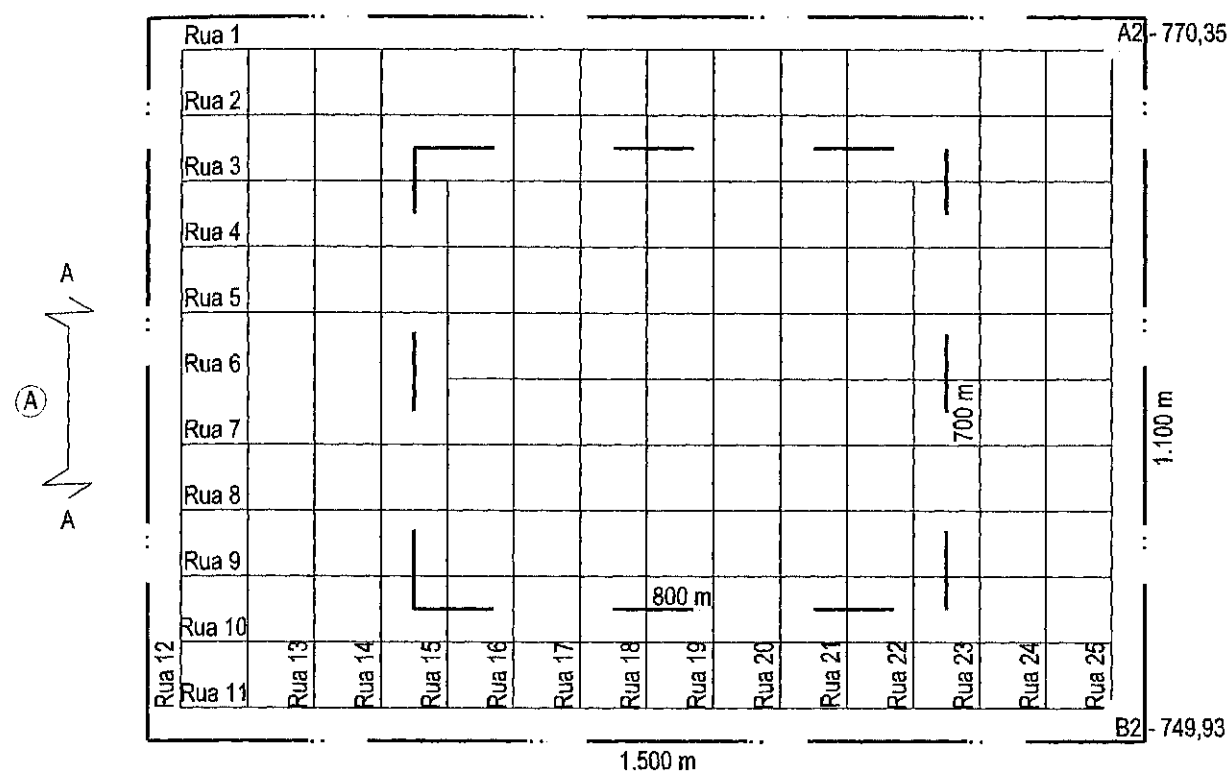 Rua 1
A2 - 770,35
Rua 2
Rua 3
Rua 4
A
Rua 5
Rua 6
A
700 m
1.100 m
Rua 7
Rua 8
A
Rua 9
800 m
Rua 10
Rua 12
Rua 13
Rua 14
Rua 15
Rua 16
Rua 17
Rua 18
Rua 19
Rua 20
Rua 21
Rua 22
Rua 23
Rua 24
Rua 25
Rua 11
B2 - 749,93
1.500 m